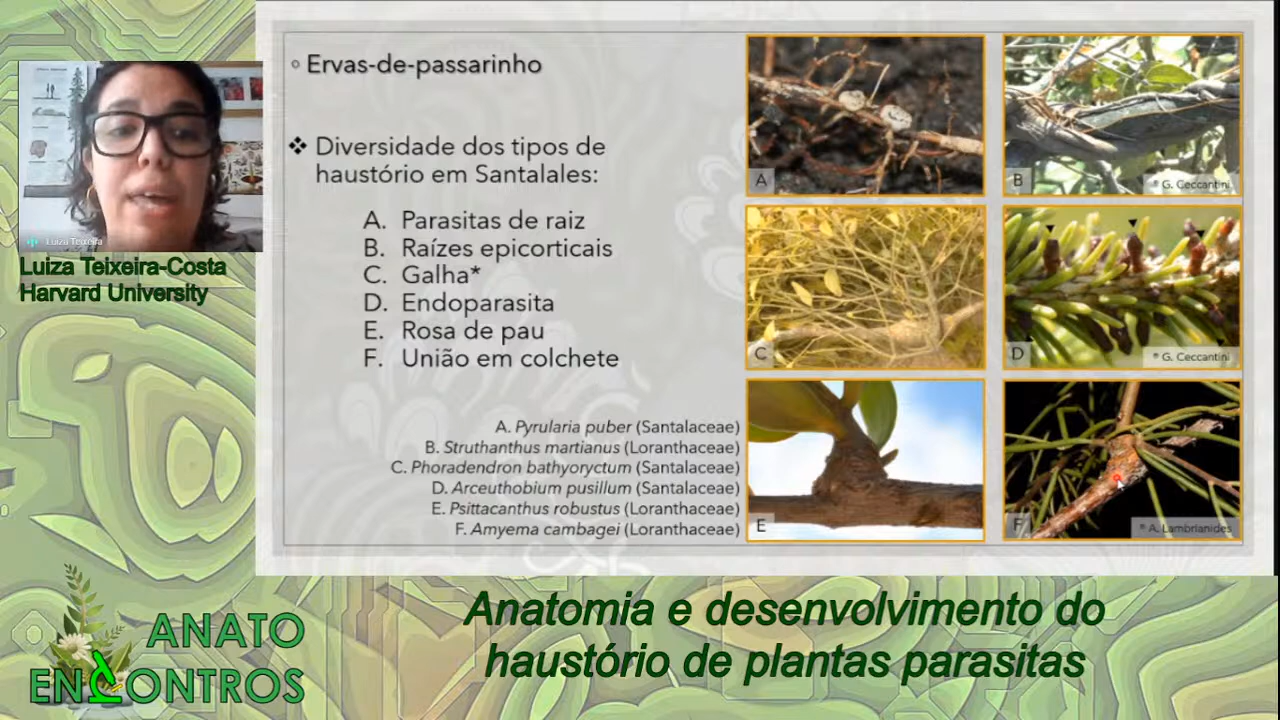 ◦ Ervas-de-passarinho
❖ Diversidade dos tipos de
haustório em Santalales:
A. Parasitas de raiz
B. Raízes epicorticais
C. Galha*
D. Endoparasita
E. Rosa de pau
F. União em colchete
A. Pyrularia puber (Santalaceae)
B. Struthanthus martianus (Loranthaceae)
C. Phoradendron bathyoryctum (Santalaceae)
D. Arceuthobium pusillum (Santalaceae)
E. Psittacanthus robustus (Loranthaceae)
F. Amyema cambagei (Loranthaceae)
A
B
® G. Ceccantini
C
D
® G. Ceccantini
E
F
® A. Lambrianides
Luiza Teixeira
Luiza Teixeira-Costa
Harvard University
ANATO
ENCONTROS
Anatomia e desenvolvimento do
haustório de plantas parasitas